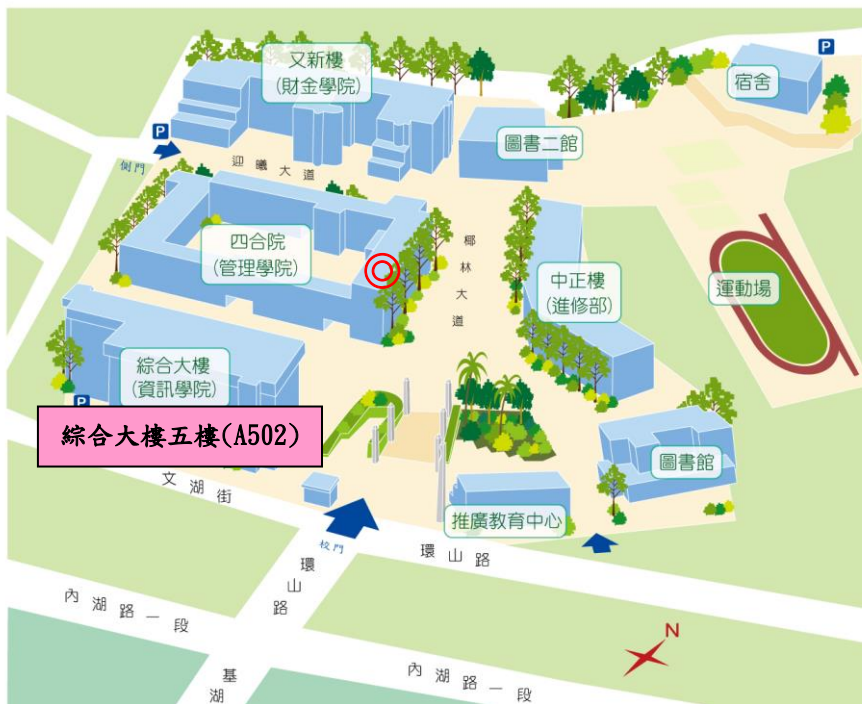 又新樓
(財金學院)
P
宿舍
圖書二館
P
側門
迎曦大道
四合院
(管理學院)
椰林大道
中正樓
(進修部)
運動場
綜合大樓
(資訊學院)
P
綜合大樓五樓(A502)
圖書館
文湖街
推廣教育中心
校門
環山路
環山路
內湖路一段
N
內湖路一段
基湖